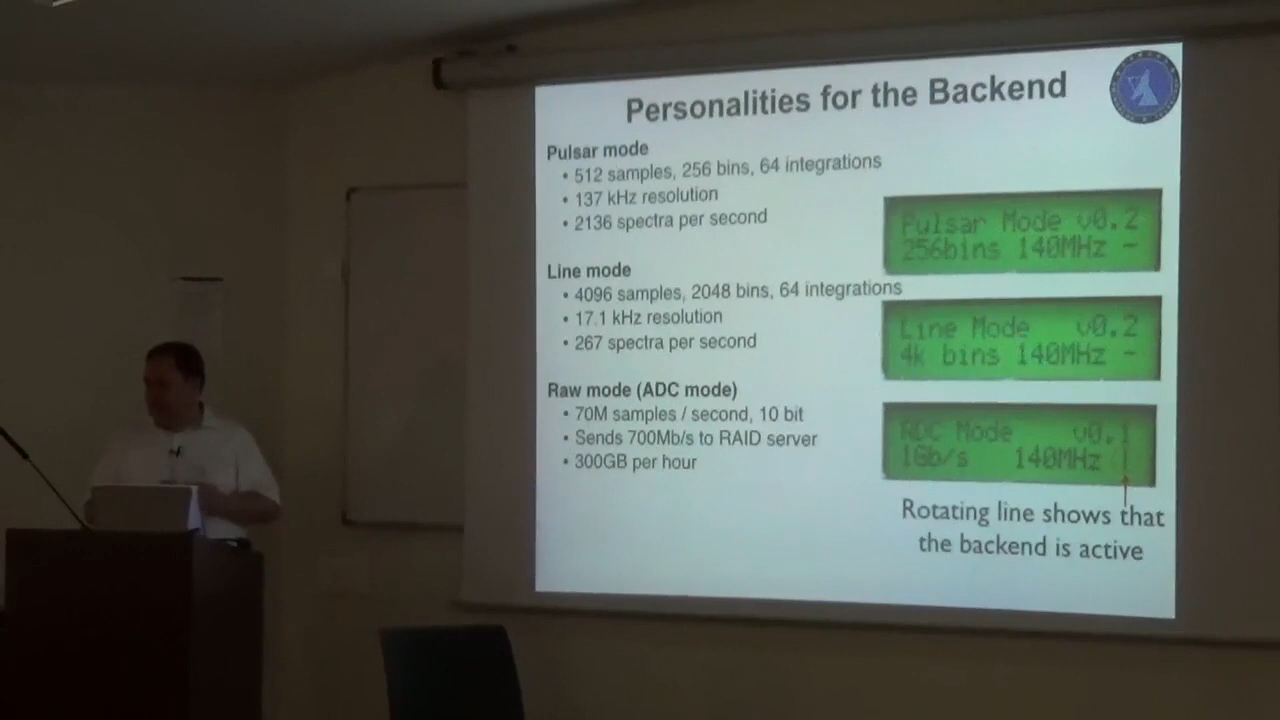 Personalities for the Backend
Pulsar mode
• 512 samples, 256 bins, 64 integrations
• 137 kHz resolution
• 2136 spectra per second
Line mode
• 4096 samples, 2048 bins, 64 integrations
• 17.1 kHz resolution
• 267 spectra per second
Raw mode (ADC mode)
• 70M samples / second, 10 bit
• Sends 700Mb/s to RAID server
• 300GB per hour
Pulsar Mode v0.2
256bins 140MHz -
Line Mode v0.2
4k bins 140MHz -
ADC Mode v0.1
1Gb/s 140MHz |
Rotating line shows that
the backend is active